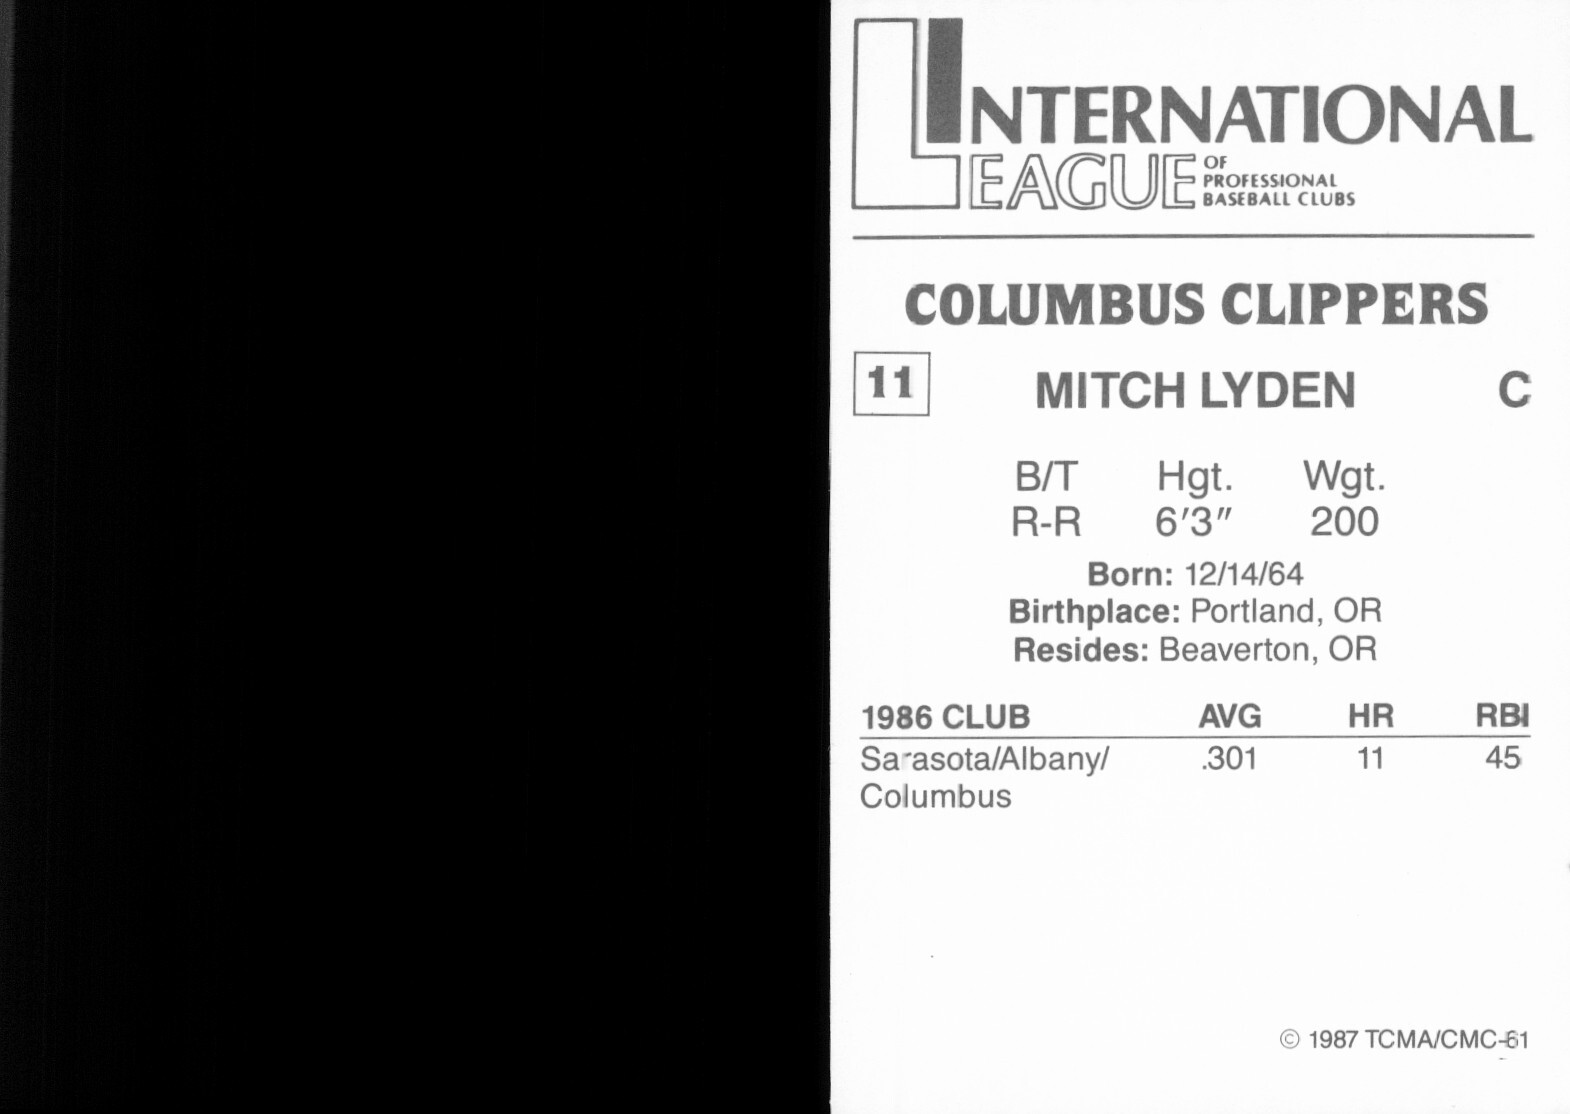 INTERNATIONAL
LEAGUE OF
PROFESSIONAL
BASEBALL CLUBS
COLUMBUS CLIPPERS
11 MITCH LYDEN C
B/T Hgt. Wgt.
R-R 6'3" 200
Born: 12/14/64
Birthplace: Portland, OR
Resides: Beaverton, OR
1986 CLUB AVG HR RBI
Sarasota/Albany/ .301 11 45
Columbus
© 1987 TCMA/CMC-61